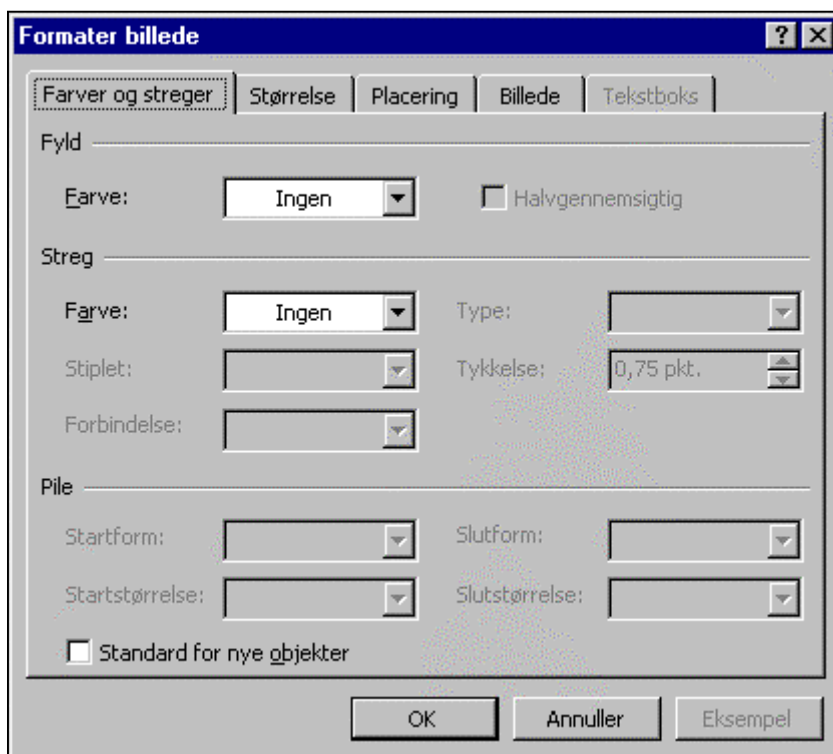 Formater billede
Farver og streger Størrelse Placering Billede Tekstboks
Fyld
Farve: Ingen Halvgennemsigtig
Streg
Farve: Ingen Type:
Stiplet: Tykkelse: 0,75 pkt.
Forbindelse:
Pile
Startform: Slutform:
Startstørrelse: Slutstørrelse:
Standard for nye objekter
OK Annuller Eksempel